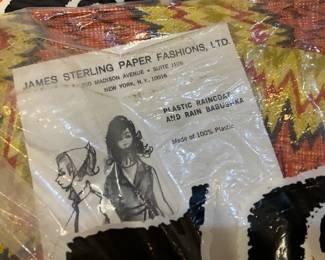 JAMES STERLING PAPER FASHIONS, LTD.
MADISON AVENUE • SUITE
NEW YORK, N.Y. 10016
PLASTIC RAINCOAT
AND RAIN BABUSHKA
Made of 100% Plastic